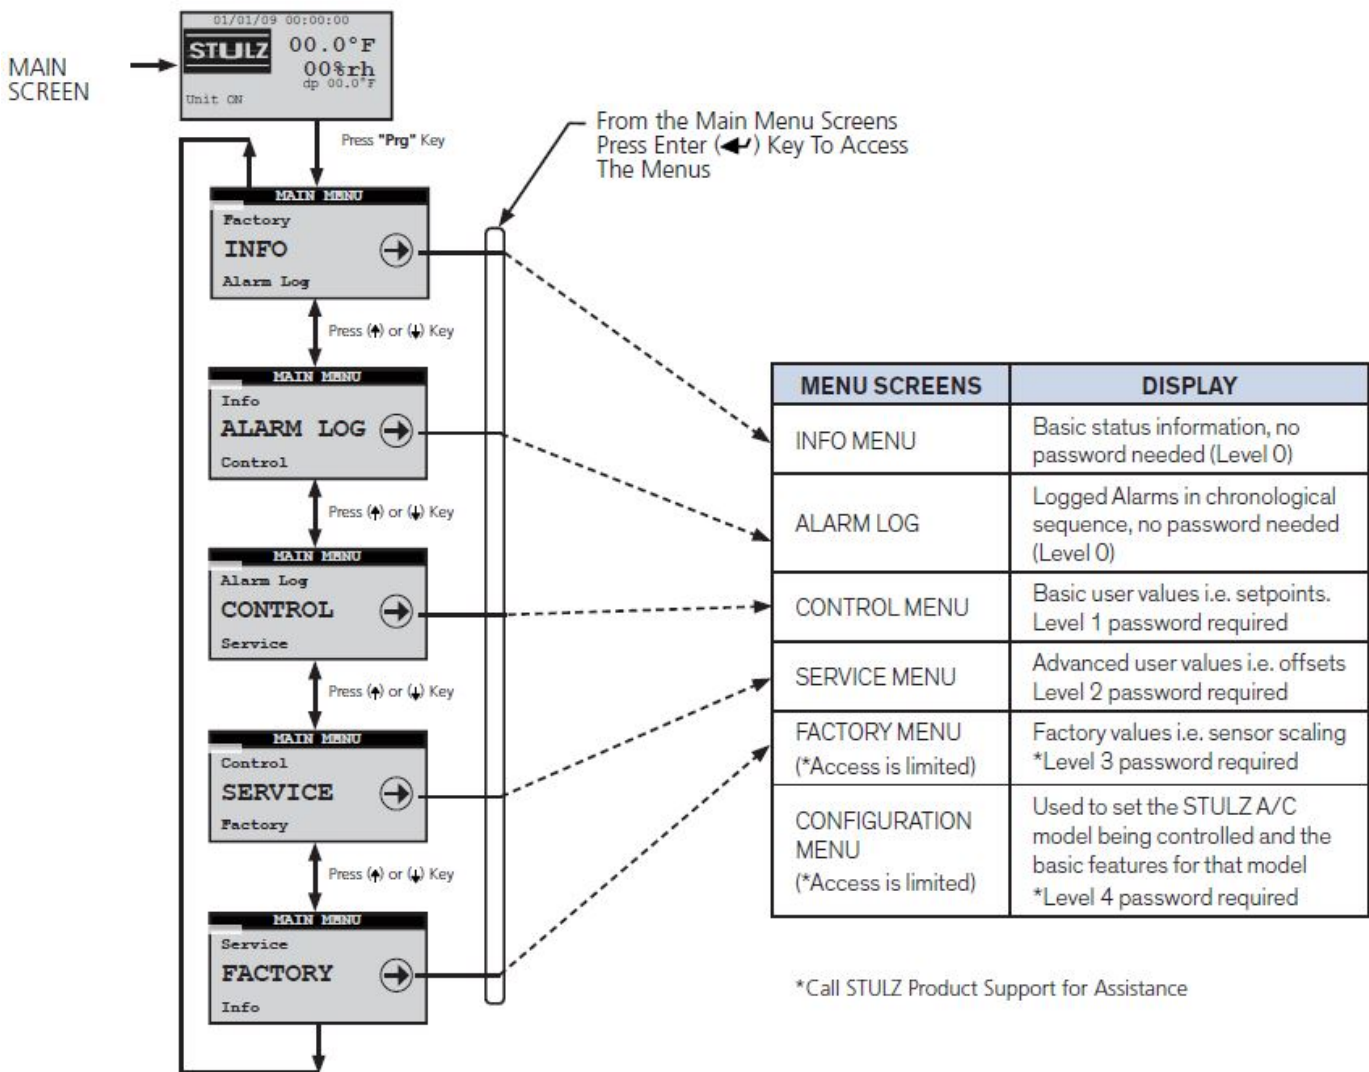 01/01/09 00:00:00
STULZ
00.0°F
00%rh
dp 00.0°F
Unit ON
MAIN
SCREEN
Press "Prg" Key
From the Main Menu Screens
Press Enter (↵) Key To Access
The Menus
MAIN MENU
Factory
INFO
Alarm Log
Press (↑) or (↓) Key
MAIN MENU
Info
ALARM LOG
Control
Press (↑) or (↓) Key
MAIN MENU
Alarm Log
CONTROL
Service
Press (↑) or (↓) Key
MAIN MENU
Control
SERVICE
Factory
Press (↑) or (↓) Key
MAIN MENU
Service
FACTORY
Info
MENU SCREENS
DISPLAY
INFO MENU
Basic status information, no
password needed (Level 0)
ALARM LOG
Logged Alarms in chronological
sequence, no password needed
(Level 0)
CONTROL MENU
Basic user values i.e. setpoints.
Level 1 password required
SERVICE MENU
Advanced user values i.e. offsets
Level 2 password required
FACTORY MENU
(*Access is limited)
Factory values i.e. sensor scaling
*Level 3 password required
CONFIGURATION
MENU
(*Access is limited)
Used to set the STULZ A/C
model being controlled and the
basic features for that model
*Level 4 password required
*Call STULZ Product Support for Assistance